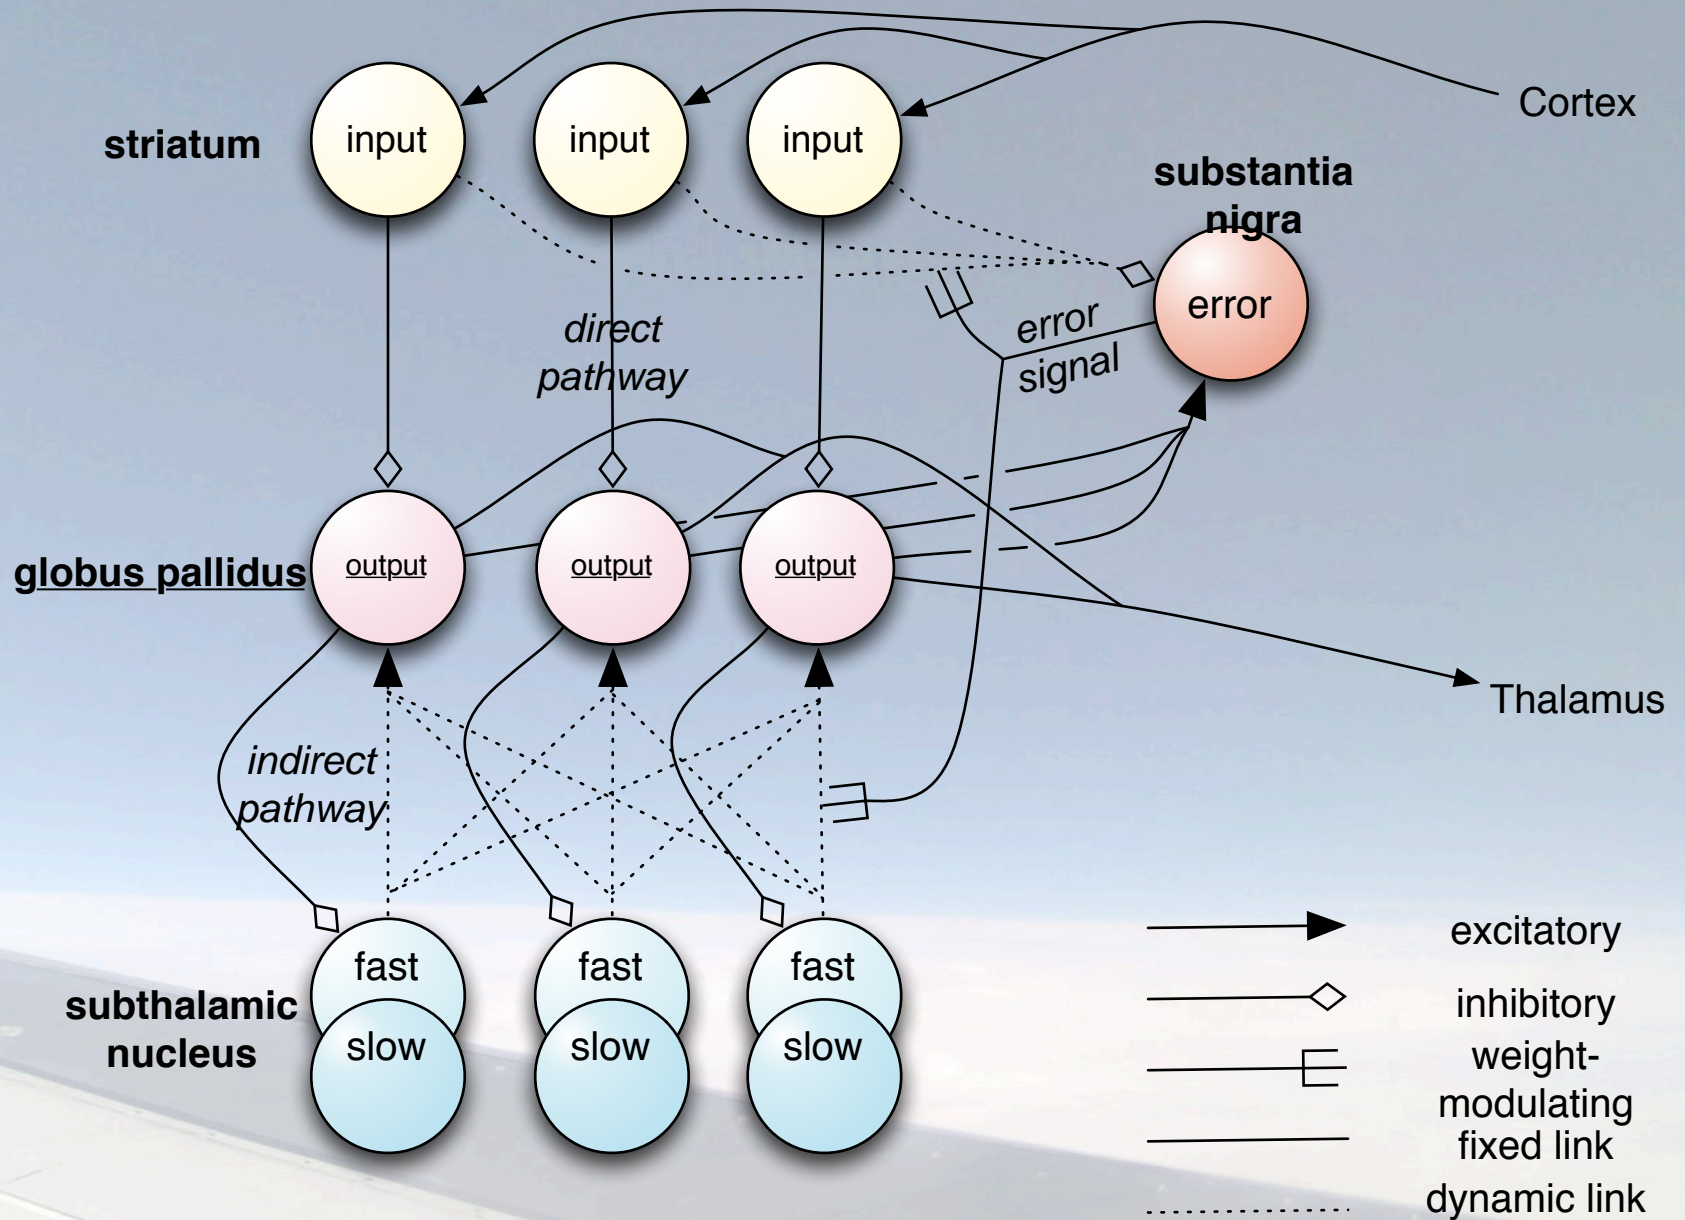 Cortex
striatum
input
input
input
substantia
nigra
error
direct
pathway
error
signal
globus pallidus
output
output
output
Thalamus
indirect
pathway
subthalamic
nucleus
fast
slow
fast
slow
fast
slow
excitatory
inhibitory
weight-
modulating
fixed link
dynamic link